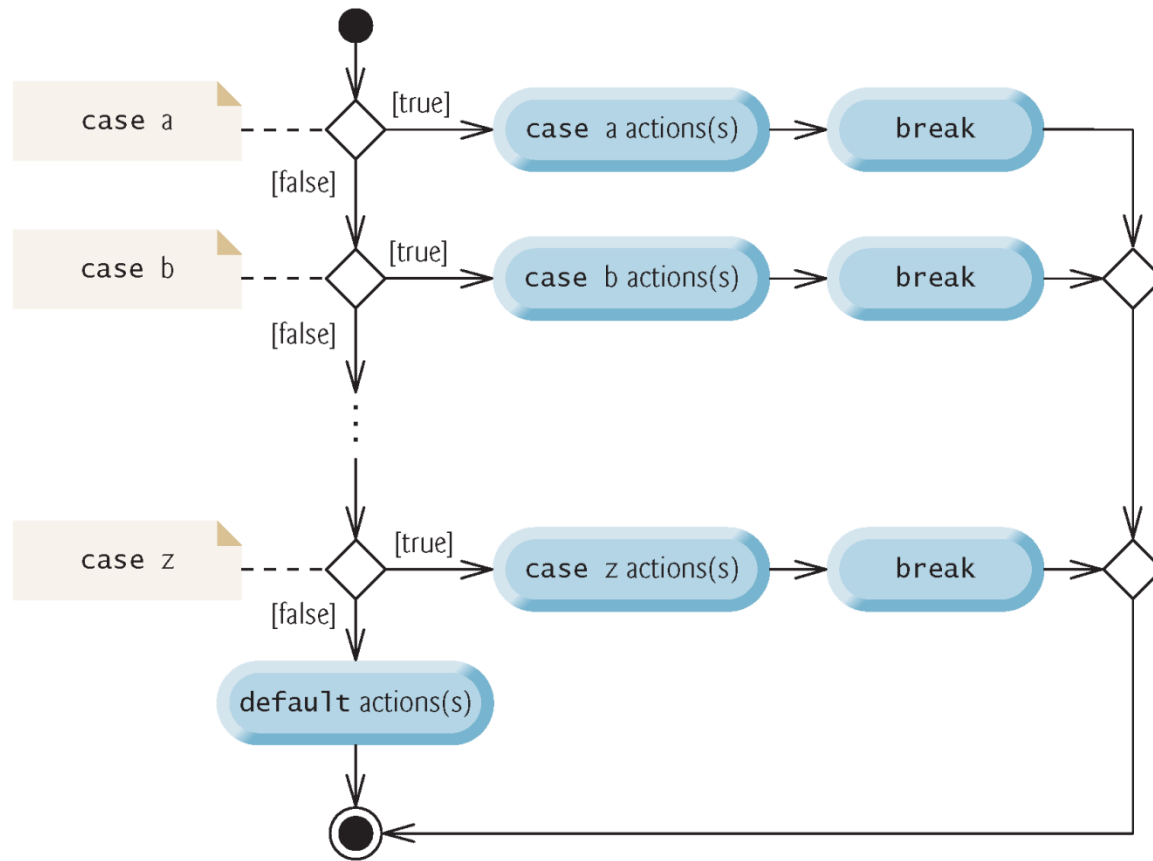 case a
[true]
case a actions(s)
break
[false]
case b
[true]
case b actions(s)
break
[false]
case z
[true]
case z actions(s)
break
[false]
default actions(s)